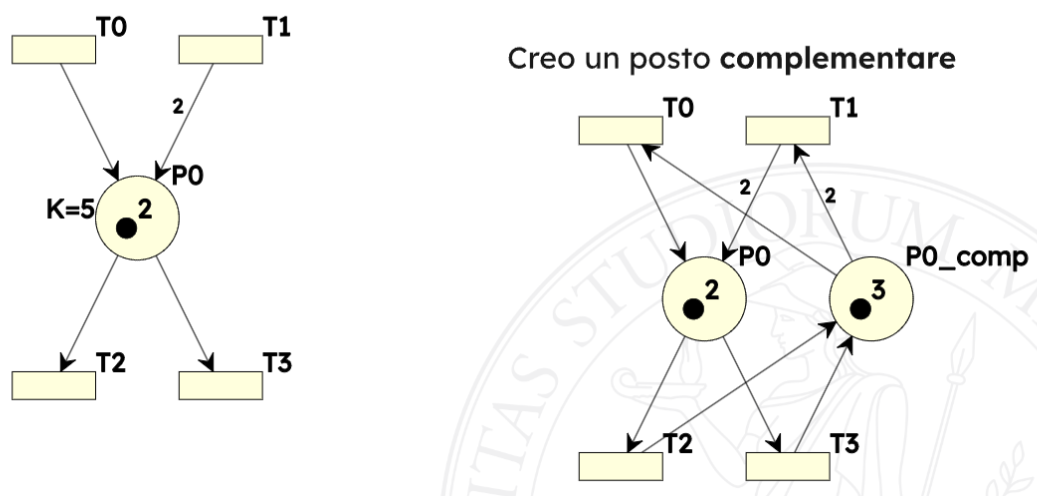 T0
T1
2
P0
K=5
2
T2
T3
Creo un posto complementare
T0
T1
2
2
P0
P0_comp
2
3
T2
T3
STUDIORUM